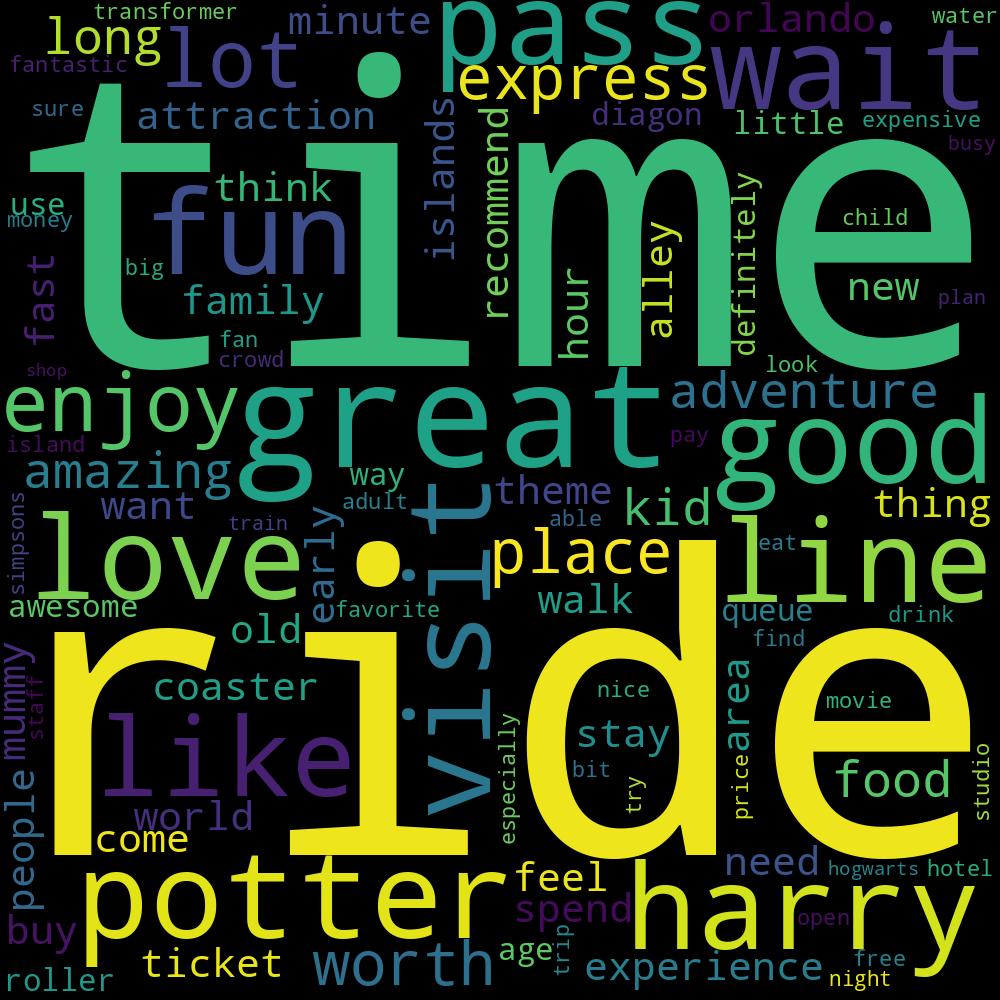 transformer
long
lot
minute
pass
orlando
water
fantastic
express
wait
sure
attraction
islands
recommend
diagon
little
expensive
busy
time
use
money
think
fun
big
family
fast
fan
crowd
shop
hour
alley
definitely
child
new
plan
look
enjoy
great
adventure
pay
good
island
amazing
way
want
adult
train
simpsons
early
visit
theme
able
kid
thing
love
awesome
favorite
place
eat
line
walk
queue
drink
find
old
ride
mummy
staff
coaster
like
world
come
people
especially
nice
stay
bit
try
area
price
movie
food
studio
potter
feel
need
hogwarts
hotel
harry
buy
spend
open
ticket
worth
age
trip
experience
free
night
roller